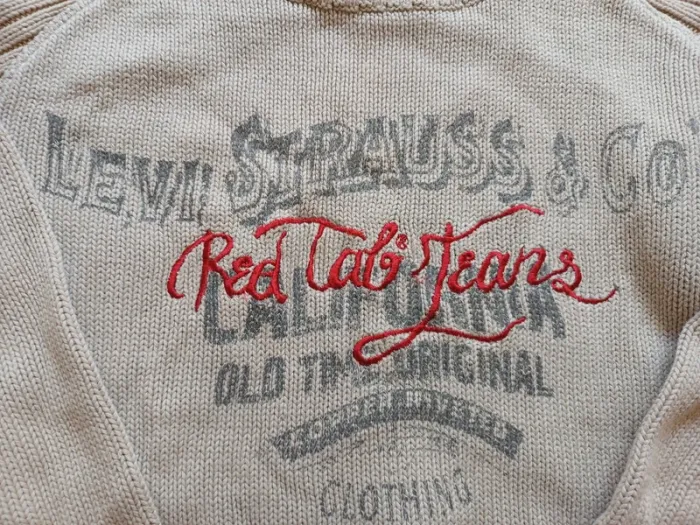 LEVI STRAUSS & CO
Red Tab® Jeans
CALIFORNIA
OLD TIME ORIGINAL
CLOTHING